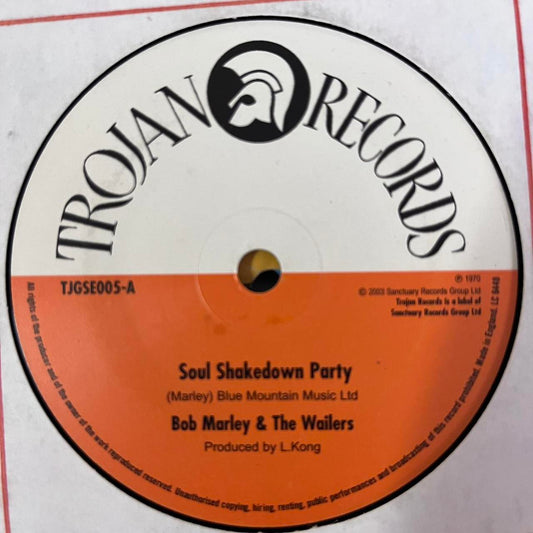 TROJAN RECORDS
TJGSE005-A
℗ 1970
© 2003 Sanctuary Records Group Ltd
Trojan Records is a label of
Sanctuary Records Group Ltd
Soul Shakedown Party
(Marley) Blue Mountain Music Ltd
Bob Marley & The Wailers
Produced by L.Kong
All rights of the producer and of the owner of the work reproduced reserved. Unauthorised copying, hiring, renting, public performances and broadcasting of this record prohibited. Made in England. LC 6448